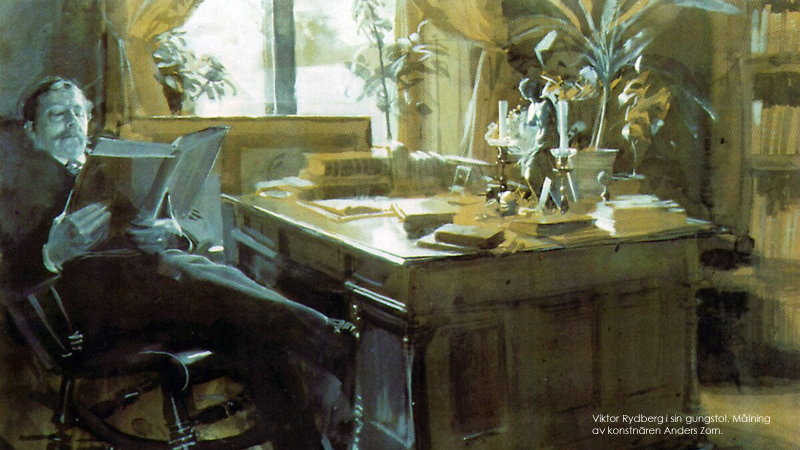 Viktor Rydberg i sin gungstol. Målning
av konstnären Anders Zorn.